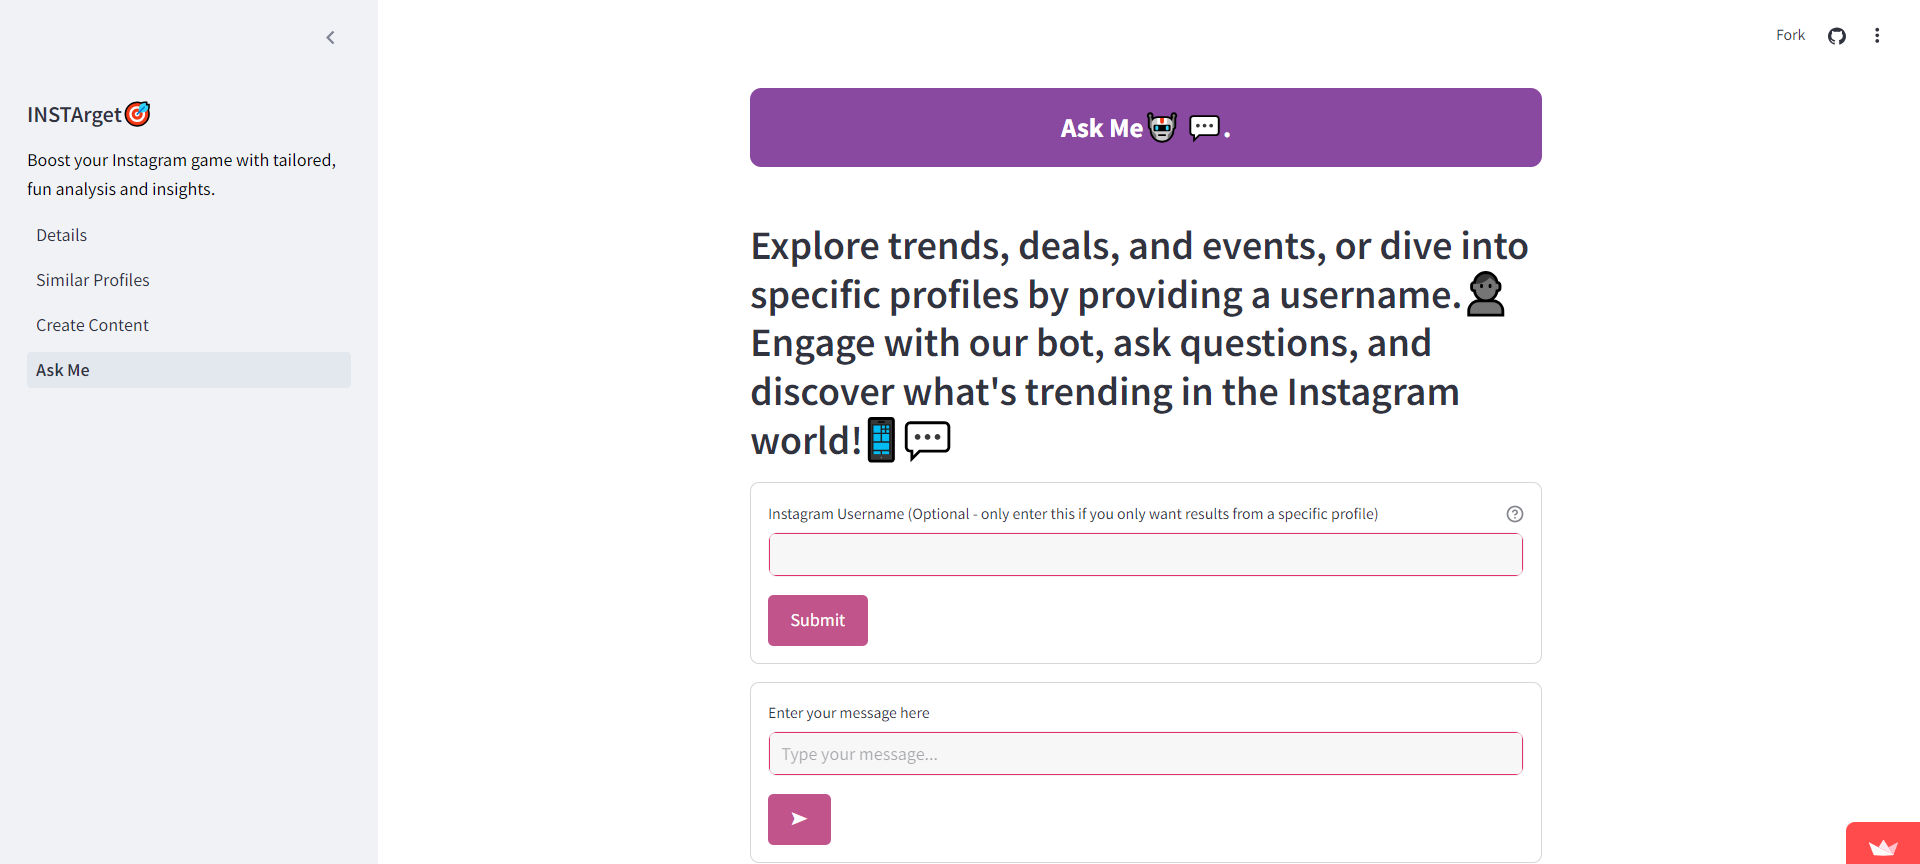 Fork
INSTArget🎯
Boost your Instagram game with tailored,
fun analysis and insights.
Details
Similar Profiles
Create Content
Ask Me
Ask Me🤖 💬.
Explore trends, deals, and events, or dive into
specific profiles by providing a username.👤
Engage with our bot, ask questions, and
discover what's trending in the Instagram
world!📱💬
Instagram Username (Optional - only enter this if you only want results from a specific profile)
Submit
Enter your message here
Type your message...